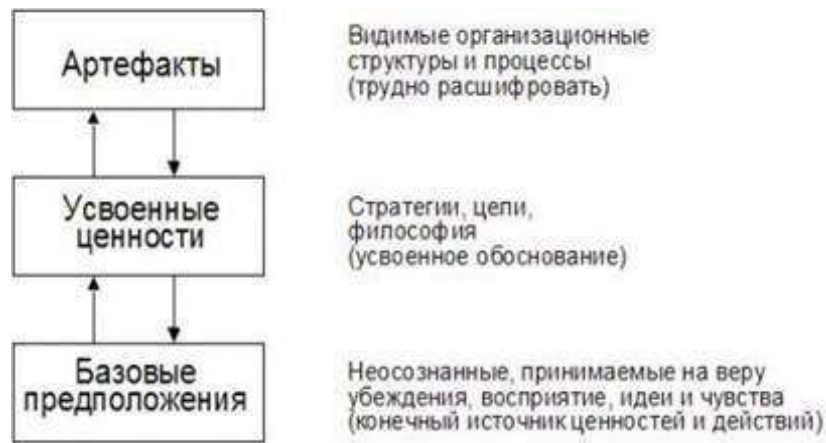 Артефакты
Видимые организационные
структуры и процессы
(трудно расшифровать)
Усвоенные
ценности
Стратегии, цели,
философия
(усвоенное обоснование)
Базовые
предположения
Неосознанные, принимаемые на веру
убеждения, восприятие, идеи и чувства
(конечный источник ценностей и действий)